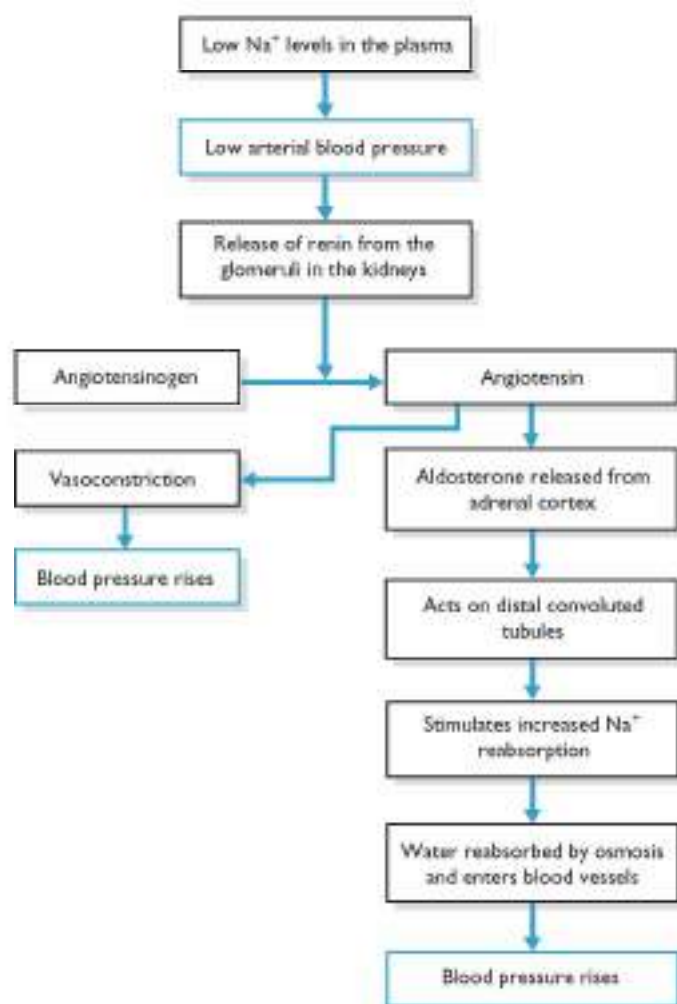 Low Na⁺ levels in the plasma
Low arterial blood pressure
Release of renin from the
glomeruli in the kidneys
Angiotensinogen
Angiotensin
Vasoconstriction
Blood pressure rises
Aldosterone released from
adrenal cortex
Acts on distal convoluted
tubules
Stimulates increased Na⁺
reabsorption
Water reabsorbed by osmosis
and enters blood vessels
Blood pressure rises